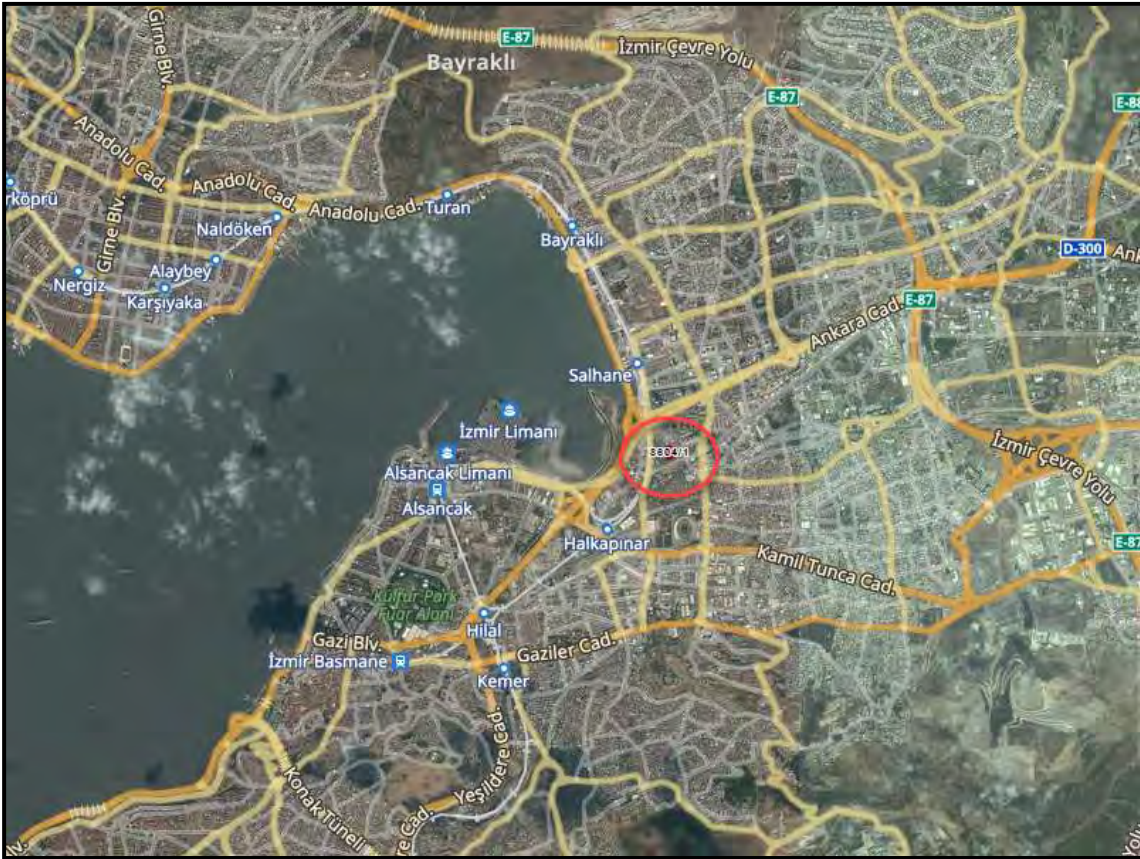 Girne Blv.
E-87
İzmir Çevre Yolu
Bayraklı
E-87
Anadolu Cad.
Anadolu Cad.
Anadolu Cad.
Turan
Naldöken
Bayraklı
Girne Blv.
Alaybey
Nergiz
Karşıyaka
D-300
E-87
Ankara Cad.
Salhane
İzmir Limanı
3804/1
Alsancak Limanı
Alsancak
İzmir Çevre Yolu
Halkapınar
Kamil Tunca Cad.
E-87
Kültür Park
Fuar Alanı
Hilal
Gazi Blv.
Gaziler Cad.
İzmir Basmane
Kemer
Yeşildere Cad.
Konak Tüneli
re Cad.